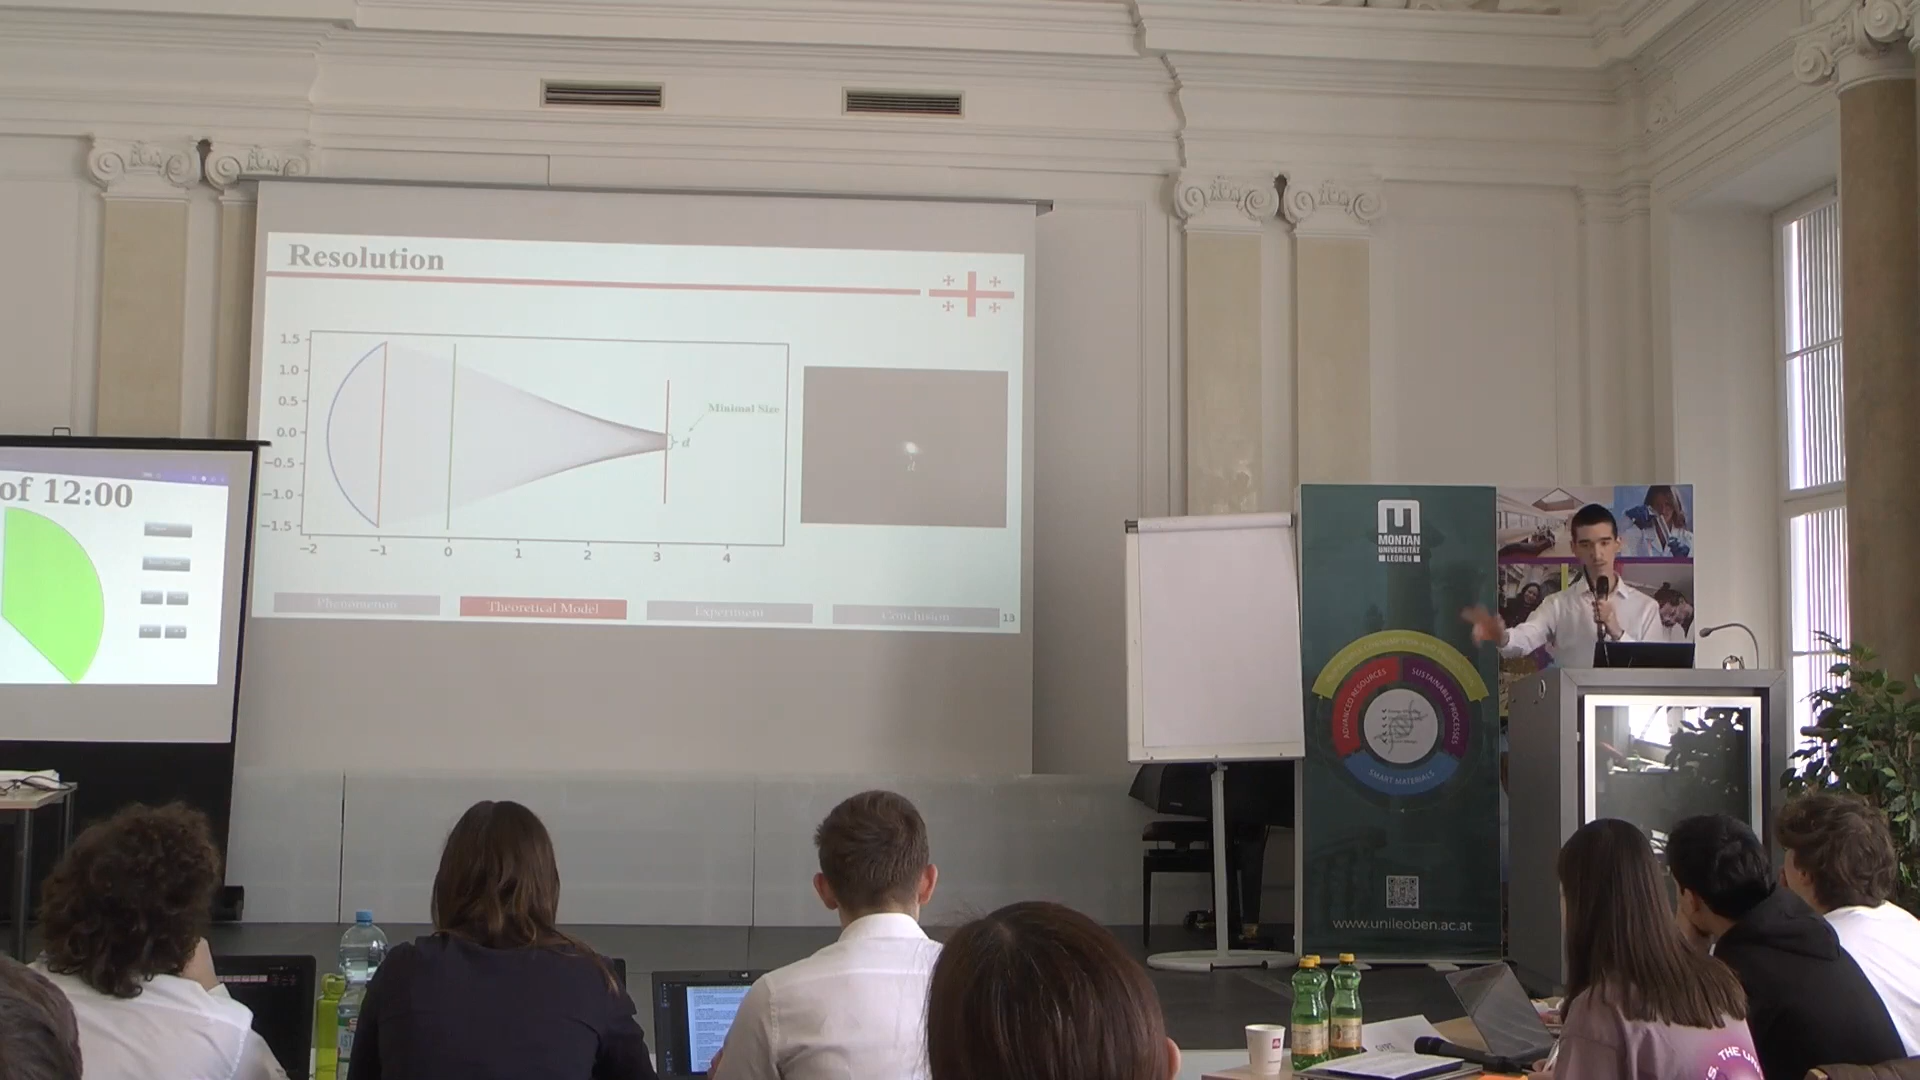 Resolution
1.5
1.0
0.5
0.0
−0.5
−1.0
−1.5
−2 −1 0 1 2 3 4
Minimal Size
d
d
Phenomenon Theoretical Model Experiment Conclusion 13
of 12:00
MONTAN
UNIVERSITÄT
LEOBEN
ADVANCED RESOURCES
SUSTAINABLE PROCESSES
SMART MATERIALS
www.unileoben.ac.at
THE